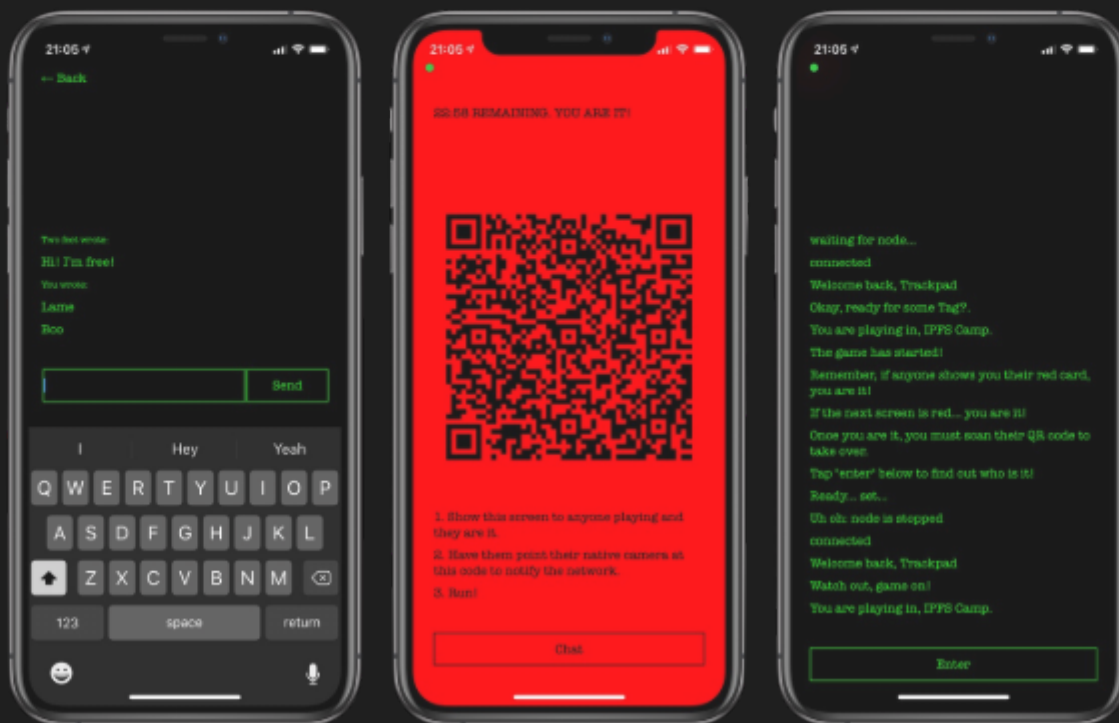 21:05
← Back
Two feet wrote:
Hi! I'm free!
You wrote:
Lame
Boo
Send
I Hey Yeah
Q W E R T Y U I O P
A S D F G H J K L
Z X C V B N M
123 space return
21:05
22:58 REMAINING. YOU ARE IT!
1. Show this screen to anyone playing and
they are it.
2. Have them point their native camera at
this code to notify the network.
3. Run!
Chat
21:05
waiting for node...
connected
Welcome back, Trackpad
Okay, ready for some Tag?.
You are playing in, IPFS Camp.
The game has started!
Remember, if anyone shows you their red card,
you are it!
If the next screen is red... you are it!
Once you are it, you must scan their QR code to
take over.
Tap "enter" below to find out who is it!
Ready... set...
Uh oh: node is stopped
connected
Welcome back, Trackpad
Watch out, game on!
You are playing in, IPFS Camp.
Enter